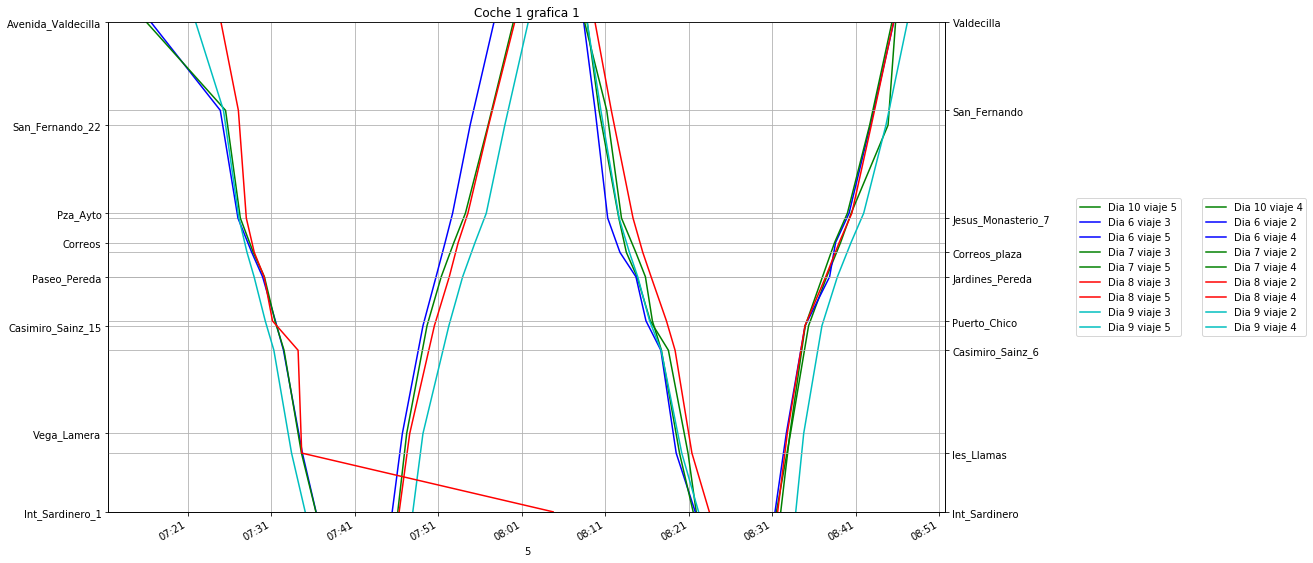 Coche 1 grafica 1
Avenida_Valdecilla
San_Fernando_22
Pza_Ayto
Correos
Paseo_Pereda
Casimiro_Sainz_15
Vega_Lamera
Int_Sardinero_1
Valdecilla
San_Fernando
Jesus_Monasterio_7
Correos_plaza
Jardines_Pereda
Puerto_Chico
Casimiro_Sainz_6
Ies_Llamas
Int_Sardinero
07:21 07:31 07:41 07:51 08:01 08:11 08:21 08:31 08:41 08:51
5
Dia 10 viaje 5
Dia 6 viaje 3
Dia 6 viaje 5
Dia 7 viaje 3
Dia 7 viaje 5
Dia 8 viaje 3
Dia 8 viaje 5
Dia 9 viaje 3
Dia 9 viaje 5
Dia 10 viaje 4
Dia 6 viaje 2
Dia 6 viaje 4
Dia 7 viaje 2
Dia 7 viaje 4
Dia 8 viaje 2
Dia 8 viaje 4
Dia 9 viaje 2
Dia 9 viaje 4